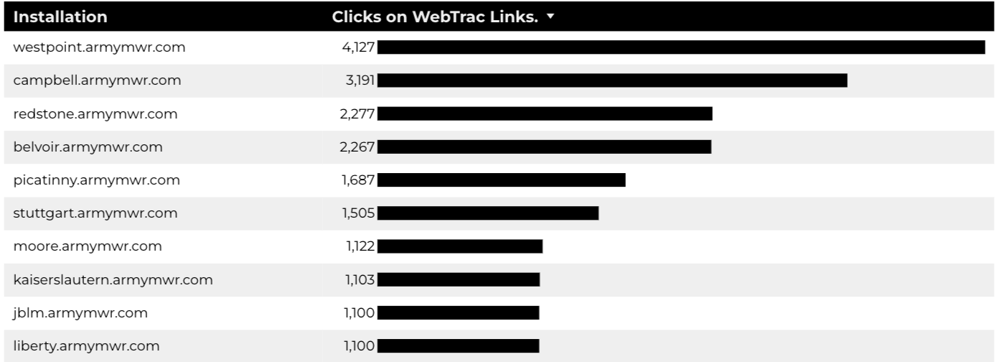 Installation Clicks on WebTrac Links.
westpoint.armymwr.com 4,127
campbell.armymwr.com 3,191
redstone.armymwr.com 2,277
belvoir.armymwr.com 2,267
picatinny.armymwr.com 1,687
stuttgart.armymwr.com 1,505
moore.armymwr.com 1,122
kaiserslautern.armymwr.com 1,103
jblm.armymwr.com 1,100
liberty.armymwr.com 1,100